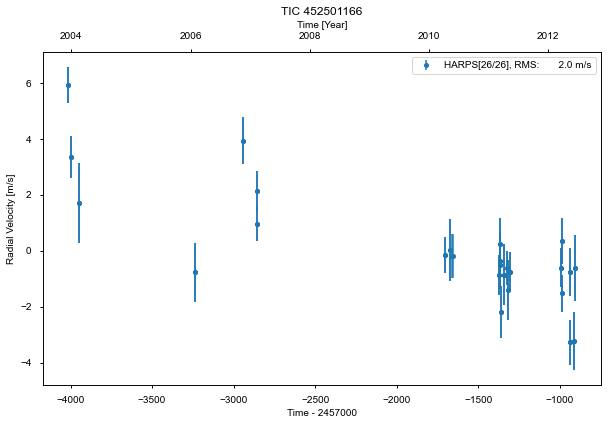 TIC 452501166
Time [Year]
2004 2006 2008 2010 2012
HARPS[26/26], RMS: 2.0 m/s
Radial Velocity [m/s]
6
4
2
0
−2
−4
−4000 −3500 −3000 −2500 −2000 −1500 −1000
Time - 2457000